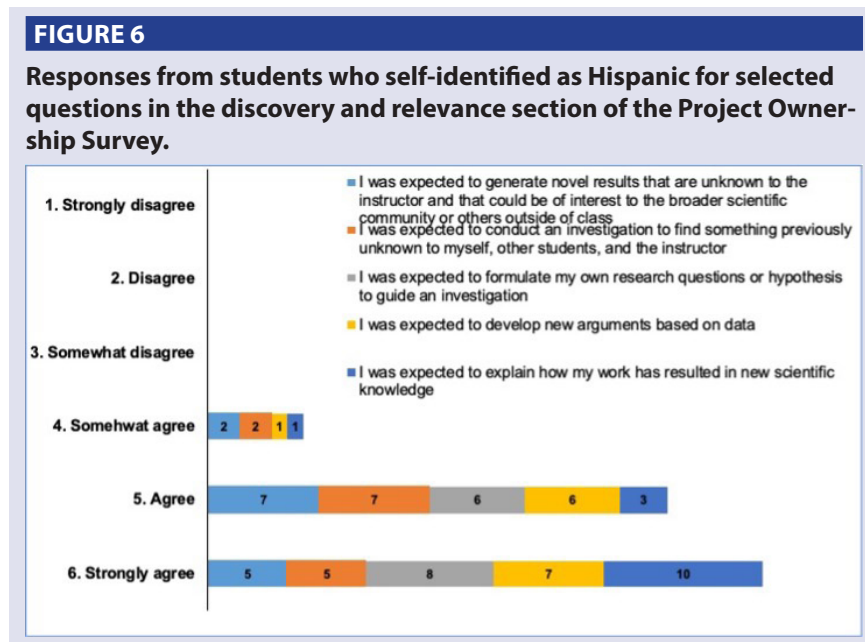 FIGURE 6
Responses from students who self-identified as Hispanic for selected
questions in the discovery and relevance section of the Project Owner-
ship Survey.
I was expected to generate novel results that are unknown to the
instructor and that could be of interest to the broader scientific
community or others outside of class
I was expected to conduct an investigation to find something previously
unknown to myself, other students, and the instructor
I was expected to formulate my own research questions or hypothesis
to guide an investigation
I was expected to develop new arguments based on data
I was expected to explain how my work has resulted in new scientific
knowledge
1. Strongly disagree
2. Disagree
3. Somewhat disagree
4. Somehwat agree
2 2 1 1
5. Agree
7 7 6 6 3
6. Strongly agree
5 5 8 7 10